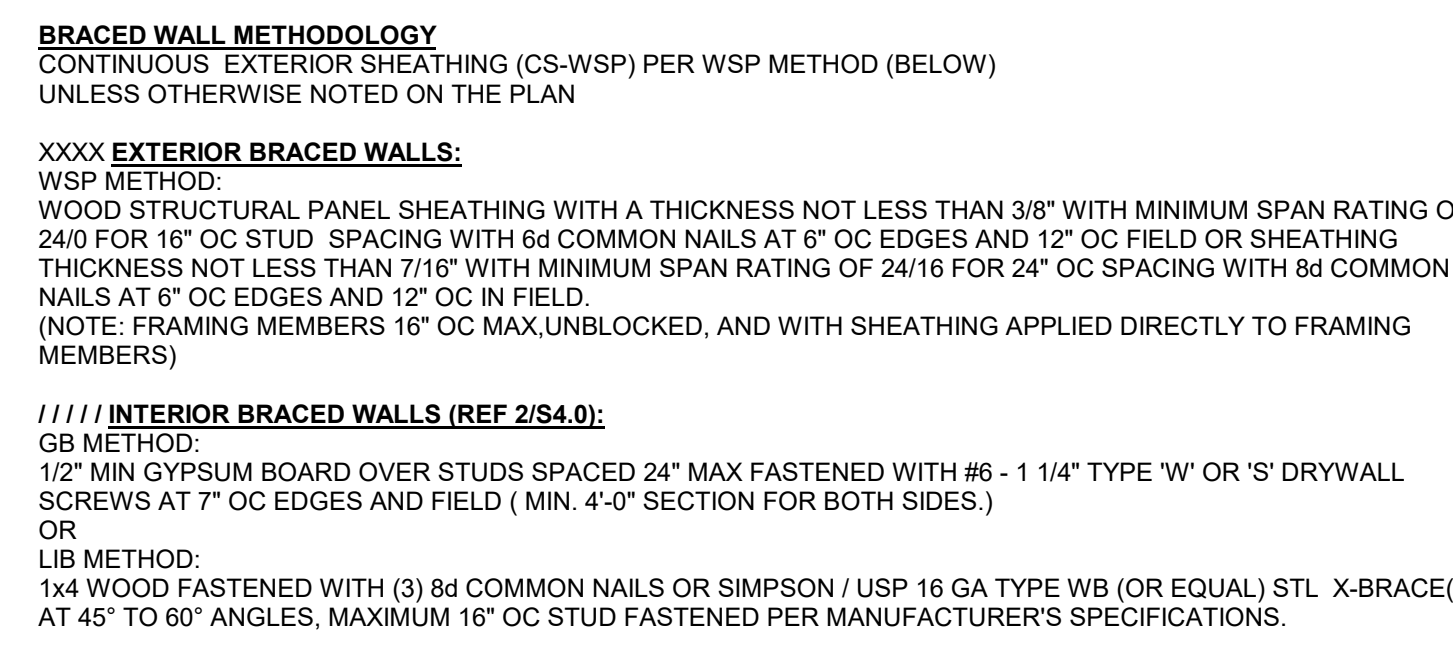 BRACED WALL METHODOLOGY
CONTINUOUS EXTERIOR SHEATHING (CS-WSP) PER WSP METHOD (BELOW)
UNLESS OTHERWISE NOTED ON THE PLAN
XXXX EXTERIOR BRACED WALLS:
WSP METHOD:
WOOD STRUCTURAL PANEL SHEATHING WITH A THICKNESS NOT LESS THAN 3/8" WITH MINIMUM SPAN RATING
24/0 FOR 16" OC STUD SPACING WITH 6d COMMON NAILS AT 6" OC EDGES AND 12" OC FIELD OR SHEATHING
THICKNESS NOT LESS THAN 7/16" WITH MINIMUM SPAN RATING OF 24/16 FOR 24" OC SPACING WITH 8d COMMON
NAILS AT 6" OC EDGES AND 12" OC IN FIELD.
(NOTE: FRAMING MEMBERS 16" OC MAX,UNBLOCKED, AND WITH SHEATHING APPLIED DIRECTLY TO FRAMING
MEMBERS)
/ / / / / INTERIOR BRACED WALLS (REF 2/S4.0):
GB METHOD:
1/2" MIN GYPSUM BOARD OVER STUDS SPACED 24" MAX FASTENED WITH #6 - 1 1/4" TYPE 'W' OR 'S' DRYWALL
SCREWS AT 7" OC EDGES AND FIELD ( MIN. 4'-0" SECTION FOR BOTH SIDES.)
OR
LIB METHOD:
1x4 WOOD FASTENED WITH (3) 8d COMMON NAILS OR SIMPSON / USP 16 GA TYPE WB (OR EQUAL) STL X-BRACE(
AT 45° TO 60° ANGLES, MAXIMUM 16" OC STUD FASTENED PER MANUFACTURER'S SPECIFICATIONS.